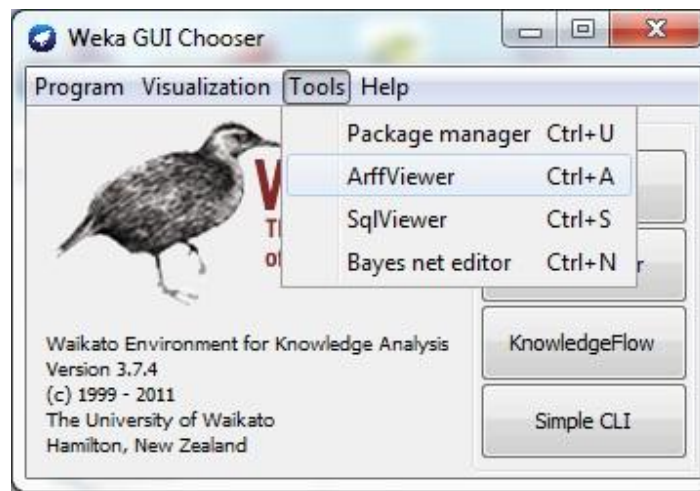 Weka GUI Chooser
Program Visualization Tools Help
Package manager Ctrl+U
ArffViewer Ctrl+A
SqlViewer Ctrl+S
Bayes net editor Ctrl+N
KnowledgeFlow
Simple CLI
Waikato Environment for Knowledge Analysis
Version 3.7.4
(c) 1999 - 2011
The University of Waikato
Hamilton, New Zealand